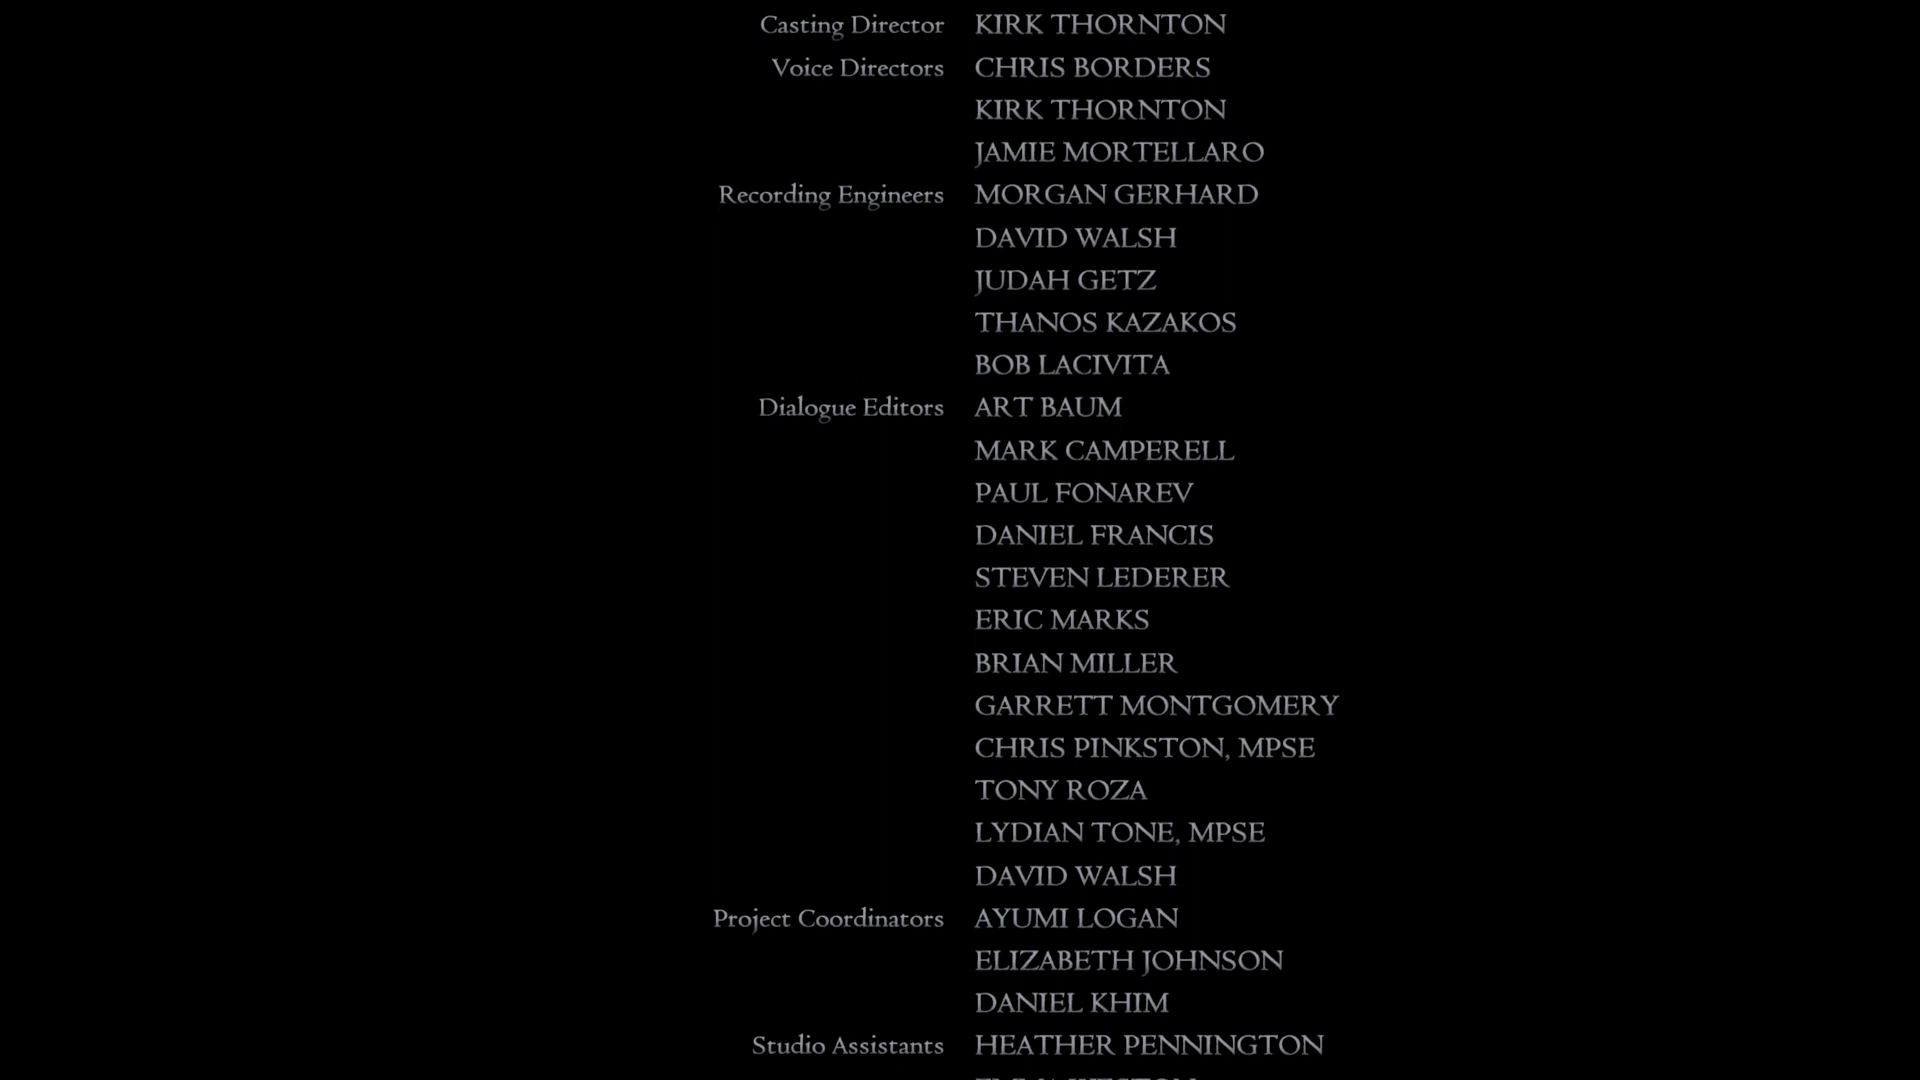 Casting Director KIRK THORNTON
Voice Directors CHRIS BORDERS
KIRK THORNTON
JAMIE MORTELLARO
Recording Engineers MORGAN GERHARD
DAVID WALSH
JUDAH GETZ
THANOS KAZAKOS
BOB LACIVITA
Dialogue Editors ART BAUM
MARK CAMPERELL
PAUL FONAREV
DANIEL FRANCIS
STEVEN LEDERER
ERIC MARKS
BRIAN MILLER
GARRETT MONTGOMERY
CHRIS PINKSTON, MPSE
TONY ROZA
LYDIAN TONE, MPSE
DAVID WALSH
Project Coordinators AYUMI LOGAN
ELIZABETH JOHNSON
DANIEL KHIM
Studio Assistants HEATHER PENNINGTON